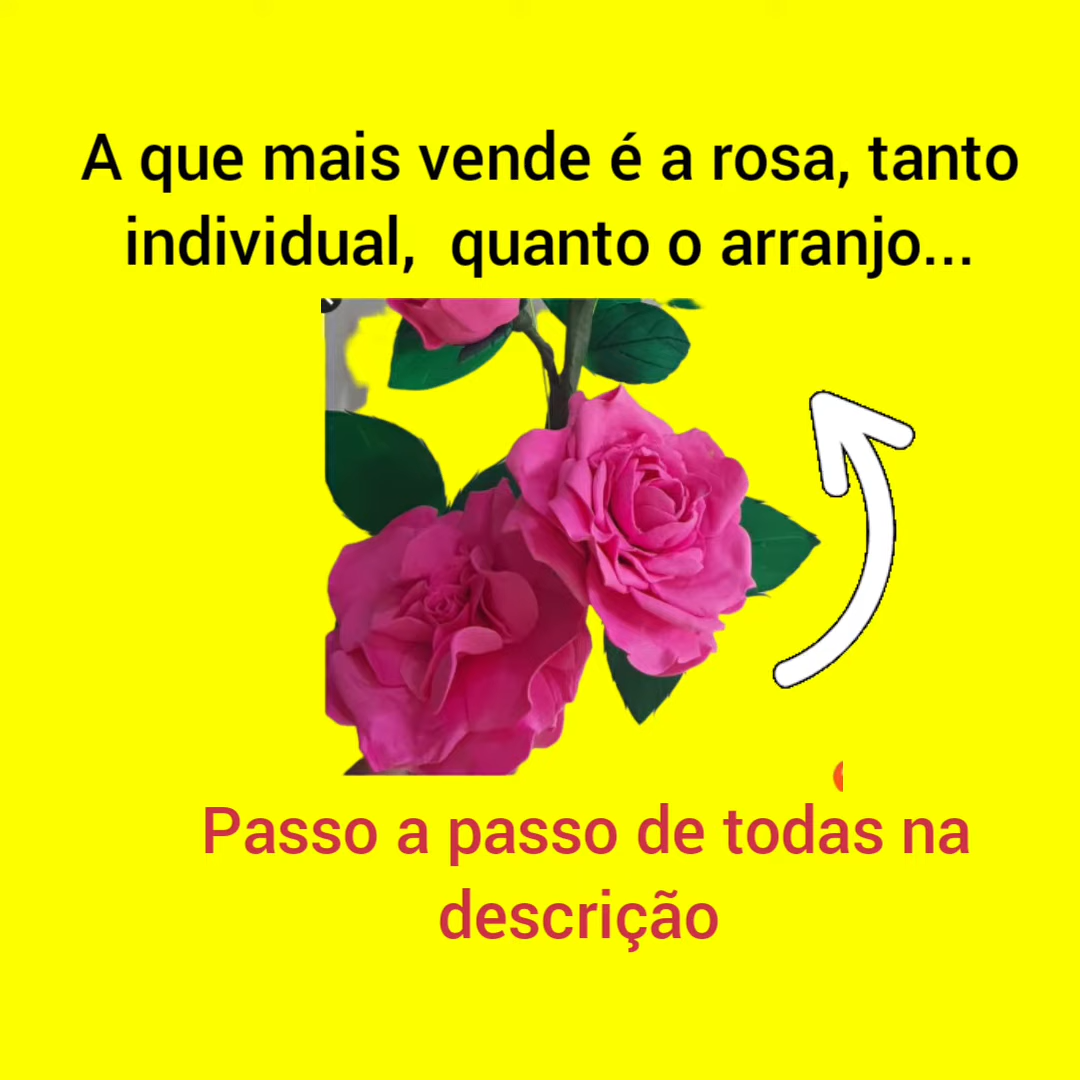 A que mais vende é a rosa, tanto
individual,  quanto o arranjo...
Passo a passo de todas na
descrição